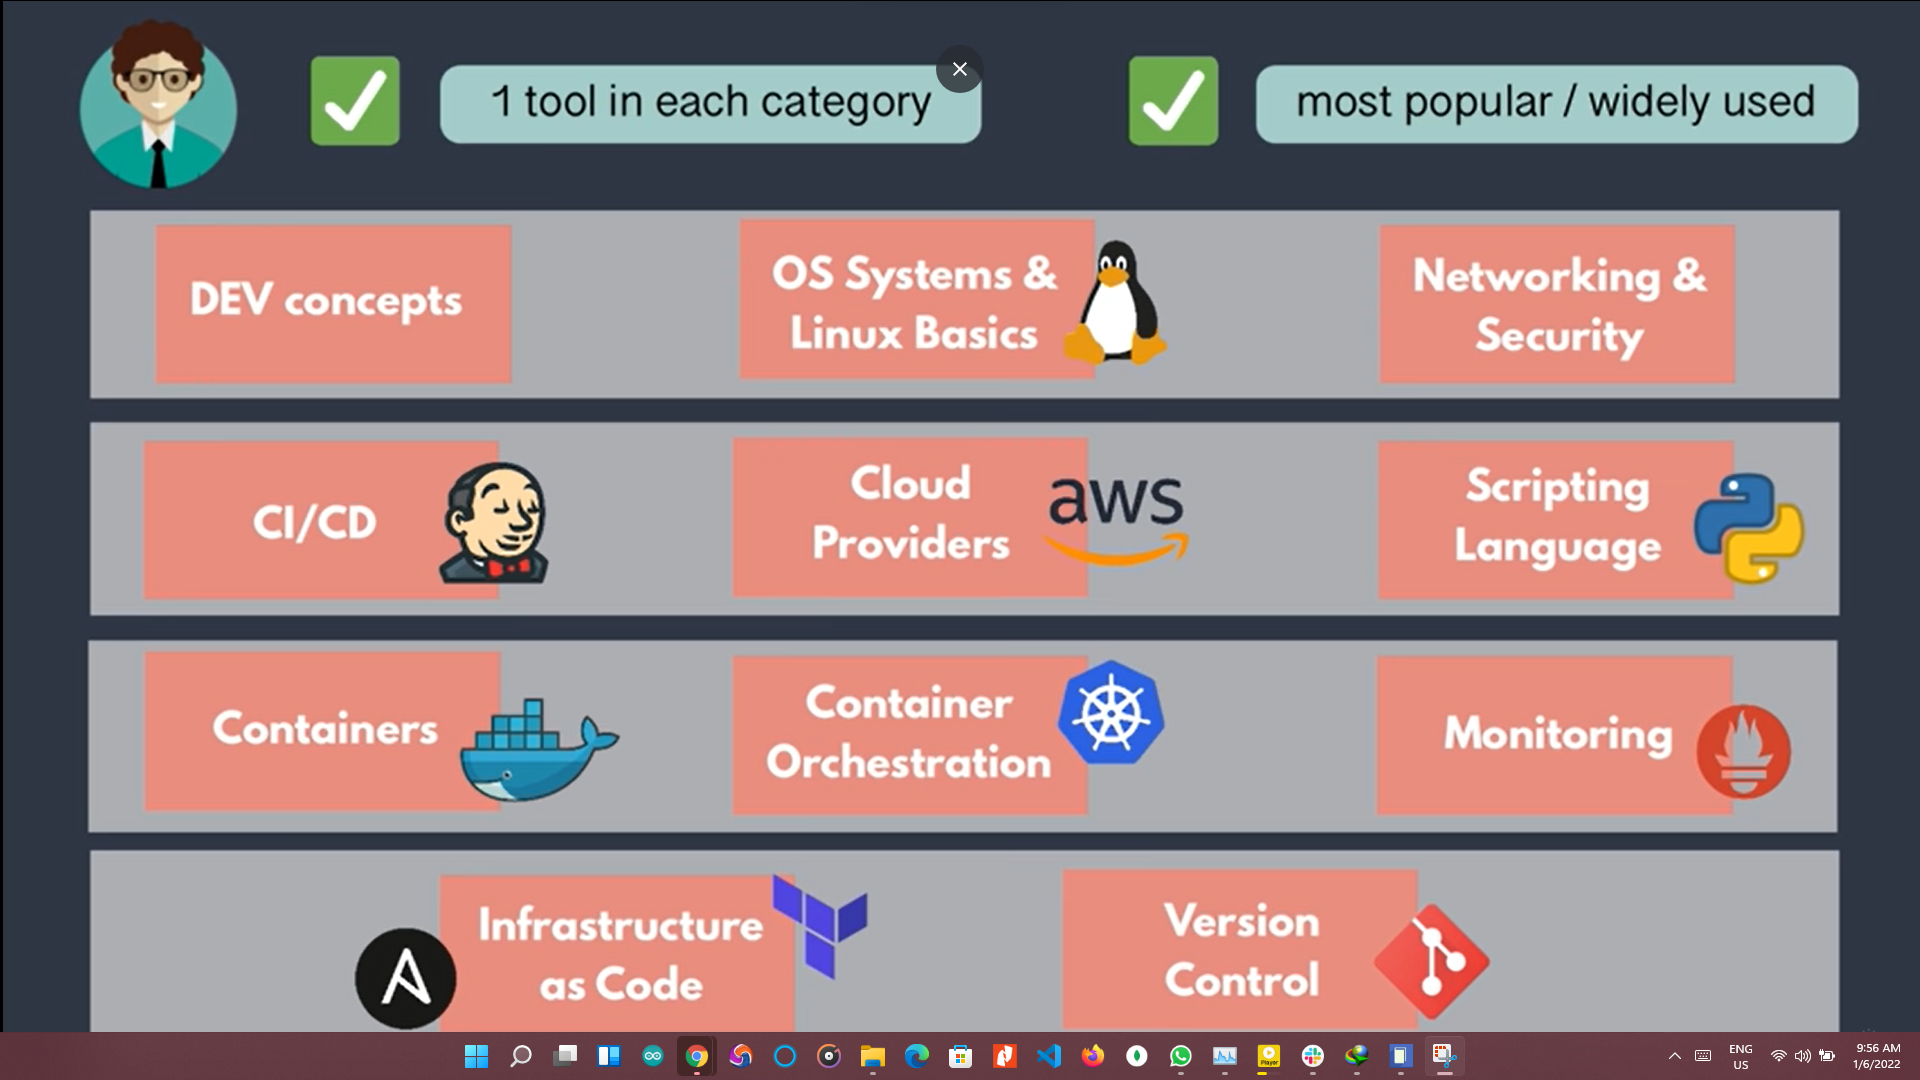 1 tool in each category
most popular / widely used
DEV concepts
OS Systems &
Linux Basics
Networking &
Security
CI/CD
Cloud
Providers
aws
Scripting
Language
Containers
Container
Orchestration
Monitoring
Infrastructure
as Code
Version
Control
Player
ENG
US
9:56 AM
1/6/2022